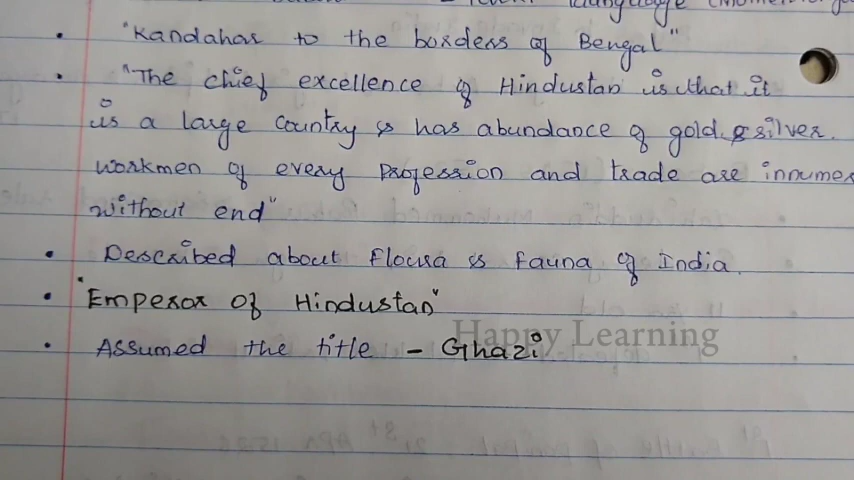 • "Kandahar to the borders of Bengal"
• "The chief excellence of Hindustan is that it
is a large country & has abundance of gold & silver.
workmen of every profession and trade are innumer
without end"
• Described about Floura & fauna of India.
• "Emperor of Hindustan"
Happy Learning
• Assumed the title - Ghazi